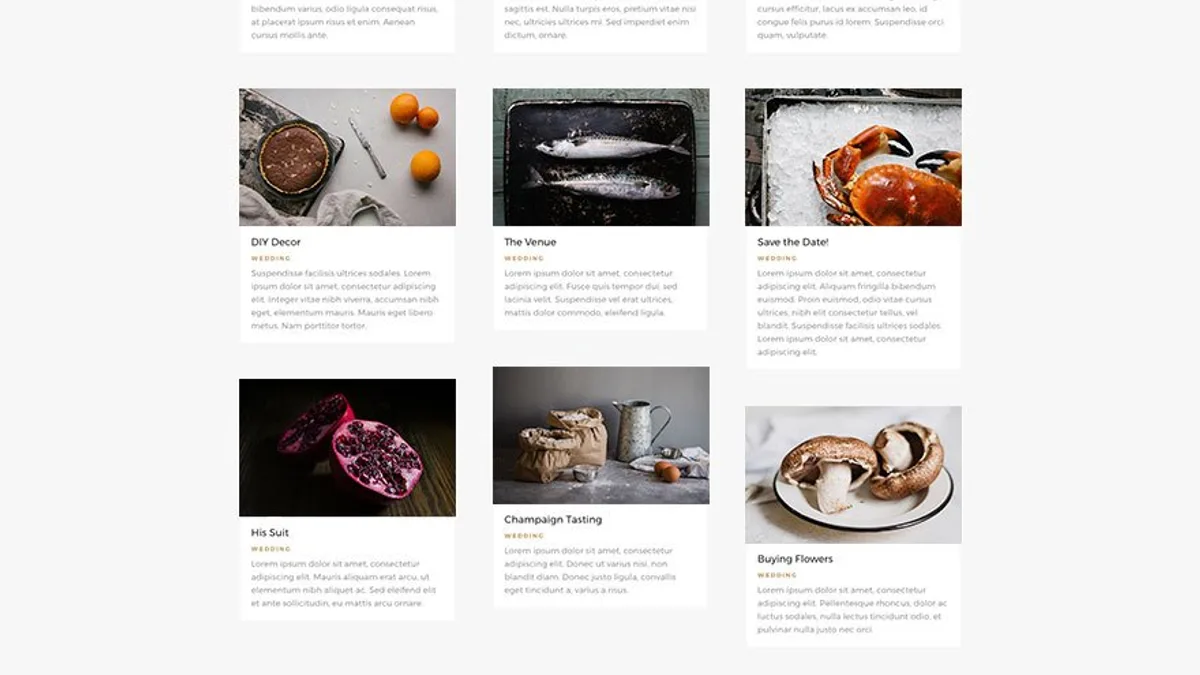 bibendum varius, odio ligula consequat risus,
at placerat ipsum risus et enim. Aenean
cursus mollis ante.
sagittis est. Nulla turpis eros, pretium vitae nisi
nec, ultricies ultrices mi. Sed imperdiet enim
dictum, ornare.
cursus efficitur, lacus ex accumsan leo, id
congue felis purus id lorem. Suspendisse orci
quam, vulputate.
DIY Decor
WEDDING
Suspendisse facilisis ultrices sodales. Lorem
ipsum dolor sit amet, consectetur adipiscing
elit. Integer vitae nibh viverra, accumsan nibh
eget, elementum mauris. Mauris eget libero
metus. Nam porttitor tortor.
The Venue
WEDDING
Lorem ipsum dolor sit amet, consectetur
adipiscing elit. Fusce quis tempor dui, sed
lacinia velit. Suspendisse vel erat ultrices,
mattis dolor commodo, eleifend ligula.
Save the Date!
WEDDING
Lorem ipsum dolor sit amet, consectetur
adipiscing elit. Aliquam fringilla bibendum
euismod. Proin euismod, odio vitae cursus
ultrices, nibh elit consectetur tellus, vel
blandit. Suspendisse facilisis ultrices sodales.
Lorem ipsum dolor sit amet, consectetur
adipiscing elit.
His Suit
WEDDING
Lorem ipsum dolor sit amet, consectetur
adipiscing elit. Mauris aliquam erat arcu, ut
elementum nibh aliquet ac. Sed eleifend elit
et ante sollicitudin, eu mattis arcu ornare.
Champaign Tasting
WEDDING
Lorem ipsum dolor sit amet, consectetur
adipiscing elit. Donec ut varius nisi, non
blandit diam. Donec justo ligula, convallis
eget tincidunt a, varius a risus.
Buying Flowers
WEDDING
Lorem ipsum dolor sit amet, consectetur
adipiscing elit. Pellentesque rhoncus, dolor ac
luctus sodales, nulla lectus tincidunt odio, et
pulvinar nulla justo nec orci.